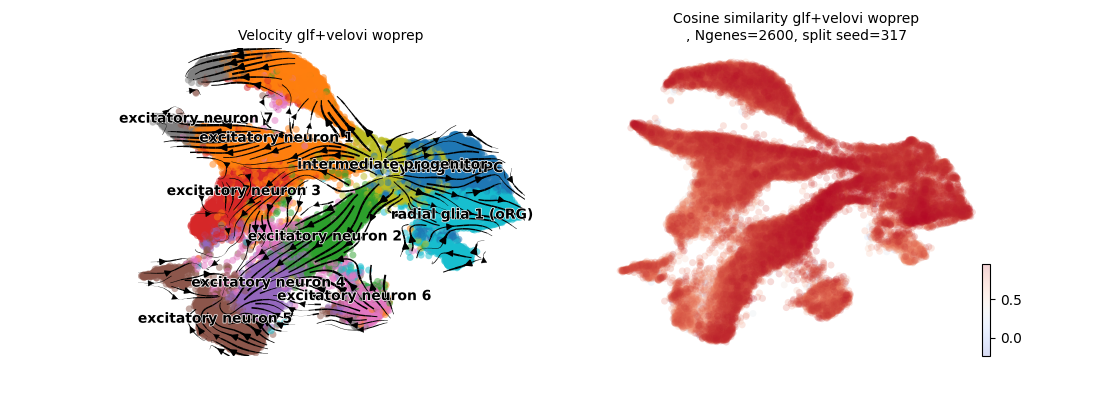 Velocity glf+velovi woprep
Cosine similarity glf+velovi woprep
, Ngenes=2600, split seed=317
excitatory neuron 7
excitatory neuron 1
intermediate progenitor
excitatory neuron 3
radial glia 1 (oRG)
excitatory neuron 2
excitatory neuron 4
excitatory neuron 6
excitatory neuron 5
0.5
0.0